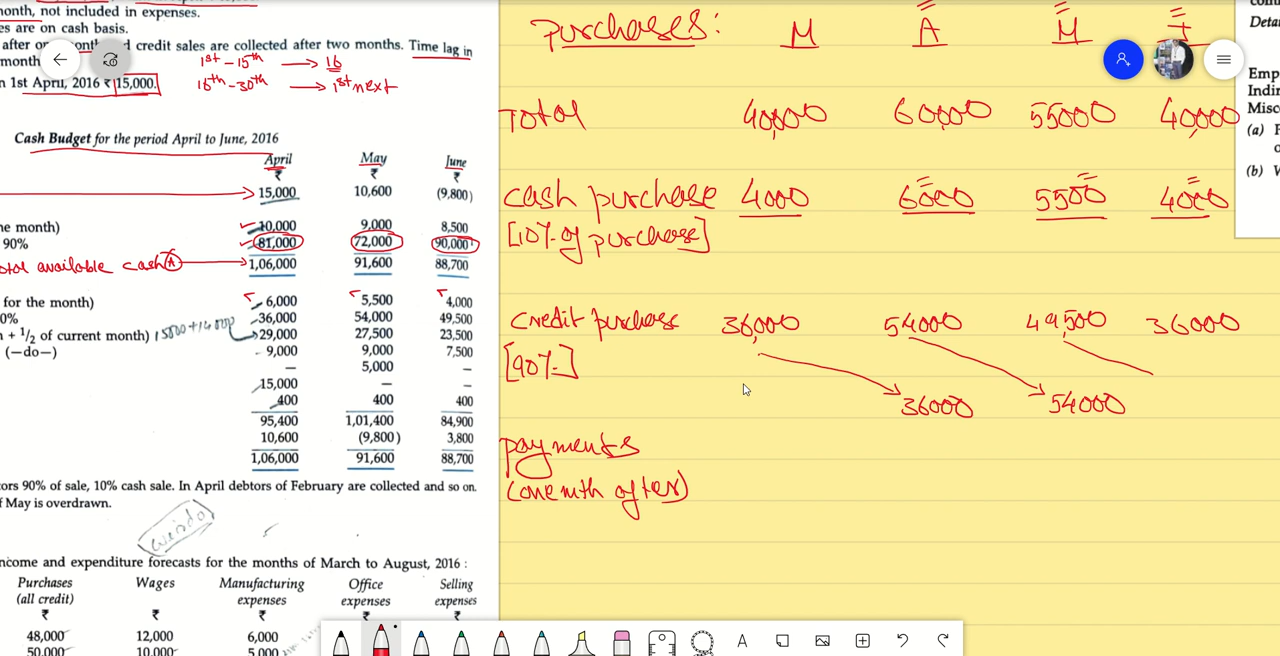 month, not included in expenses.
es are on cash basis.
after one month d credit sales are collected after two months. Time lag in
month
n 1st April, 2016 ₹ 15,000.
1st - 15th → 16
16th - 30th → 1st next
Cash Budget for the period April to June, 2016
April May June
₹ ₹ ₹
15,000 10,600 (9,800)
ne month) 10,000 9,000 8,500
90% 81,000 72,000 90,000
otal available cash (A) → 1,06,000 91,600 88,700
for the month) 6,000 5,500 4,000
0% 36,000 54,000 49,500
n + 1/2 of current month) 15000+14000 29,000 27,500 23,500
(–do–) 9,000 9,000 7,500
— 5,000 —
15,000 — —
400 400 400
95,400 1,01,400 84,900
10,600 (9,800) 3,800
1,06,000 91,600 88,700
ors 90% of sale, 10% cash sale. In April debtors of February are collected and so on.
f May is overdrawn.
ncome and expenditure forecasts for the months of March to August, 2016 :
Purchases Wages Manufacturing Office Selling
(all credit) expenses expenses expenses
₹ ₹ ₹ ₹ ₹
48,000 12,000 6,000
50,000 10,000 5,000
Purchases: M A M J
Total 40,000 60,000 55000 40,000
Cash purchase 4000 6000 5500 4000
[10% of purchase]
Credit purchase 36,000 54000 49,500 36000
[90%]
36000 54000
payments
(one mth after)
Deta
Emp
Indir
Misc
(a) F
(b) V
A